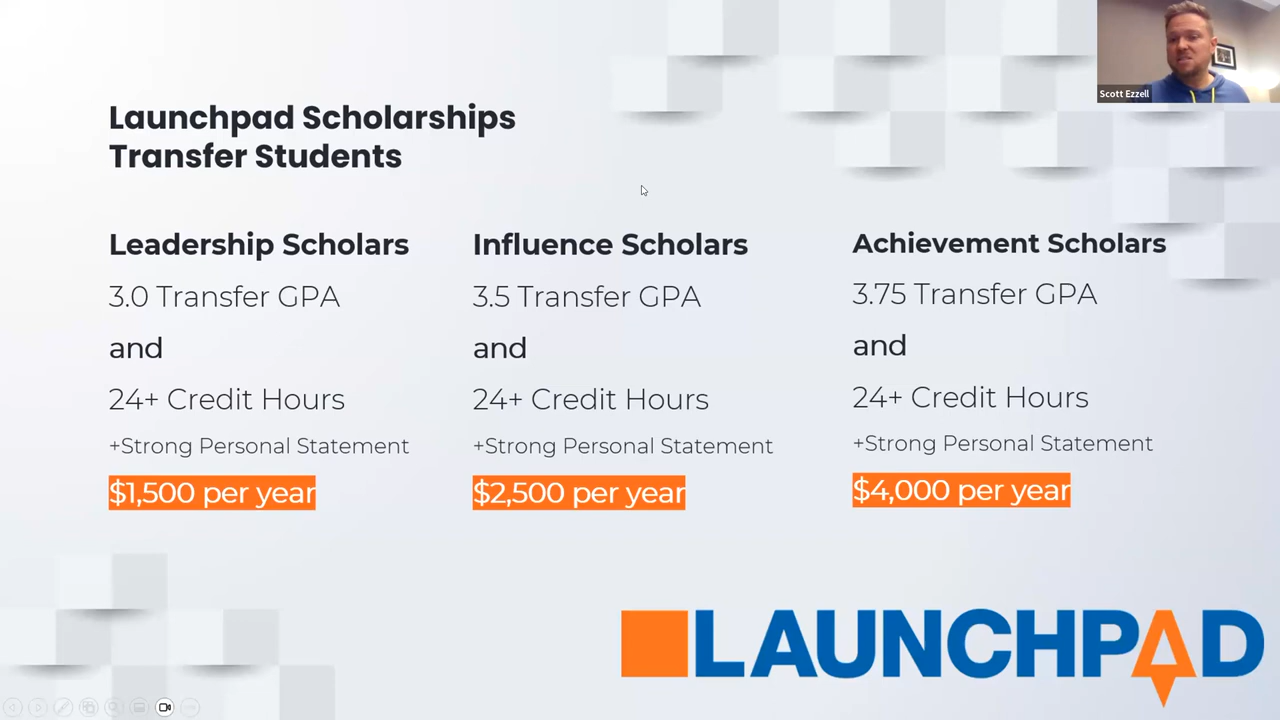 Scott Ezzell
Launchpad Scholarships
Transfer Students
Leadership Scholars
3.0 Transfer GPA
and
24+ Credit Hours
+Strong Personal Statement
$1,500 per year
Influence Scholars
3.5 Transfer GPA
and
24+ Credit Hours
+Strong Personal Statement
$2,500 per year
Achievement Scholars
3.75 Transfer GPA
and
24+ Credit Hours
+Strong Personal Statement
$4,000 per year
LAUNCHPAD